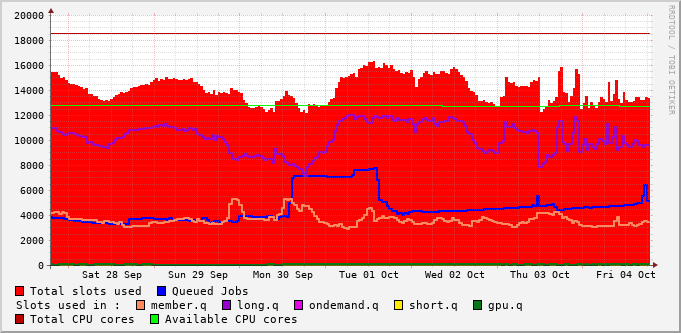 RRDTOOL / TOBI OETIKER
20000
18000
16000
14000
12000
10000
8000
6000
4000
2000
0
Sat 28 Sep Sun 29 Sep Mon 30 Sep Tue 01 Oct Wed 02 Oct Thu 03 Oct Fri 04 Oct
Total slots used Queued Jobs
Slots used in : member.q long.q ondemand.q short.q gpu.q
Total CPU cores Available CPU cores